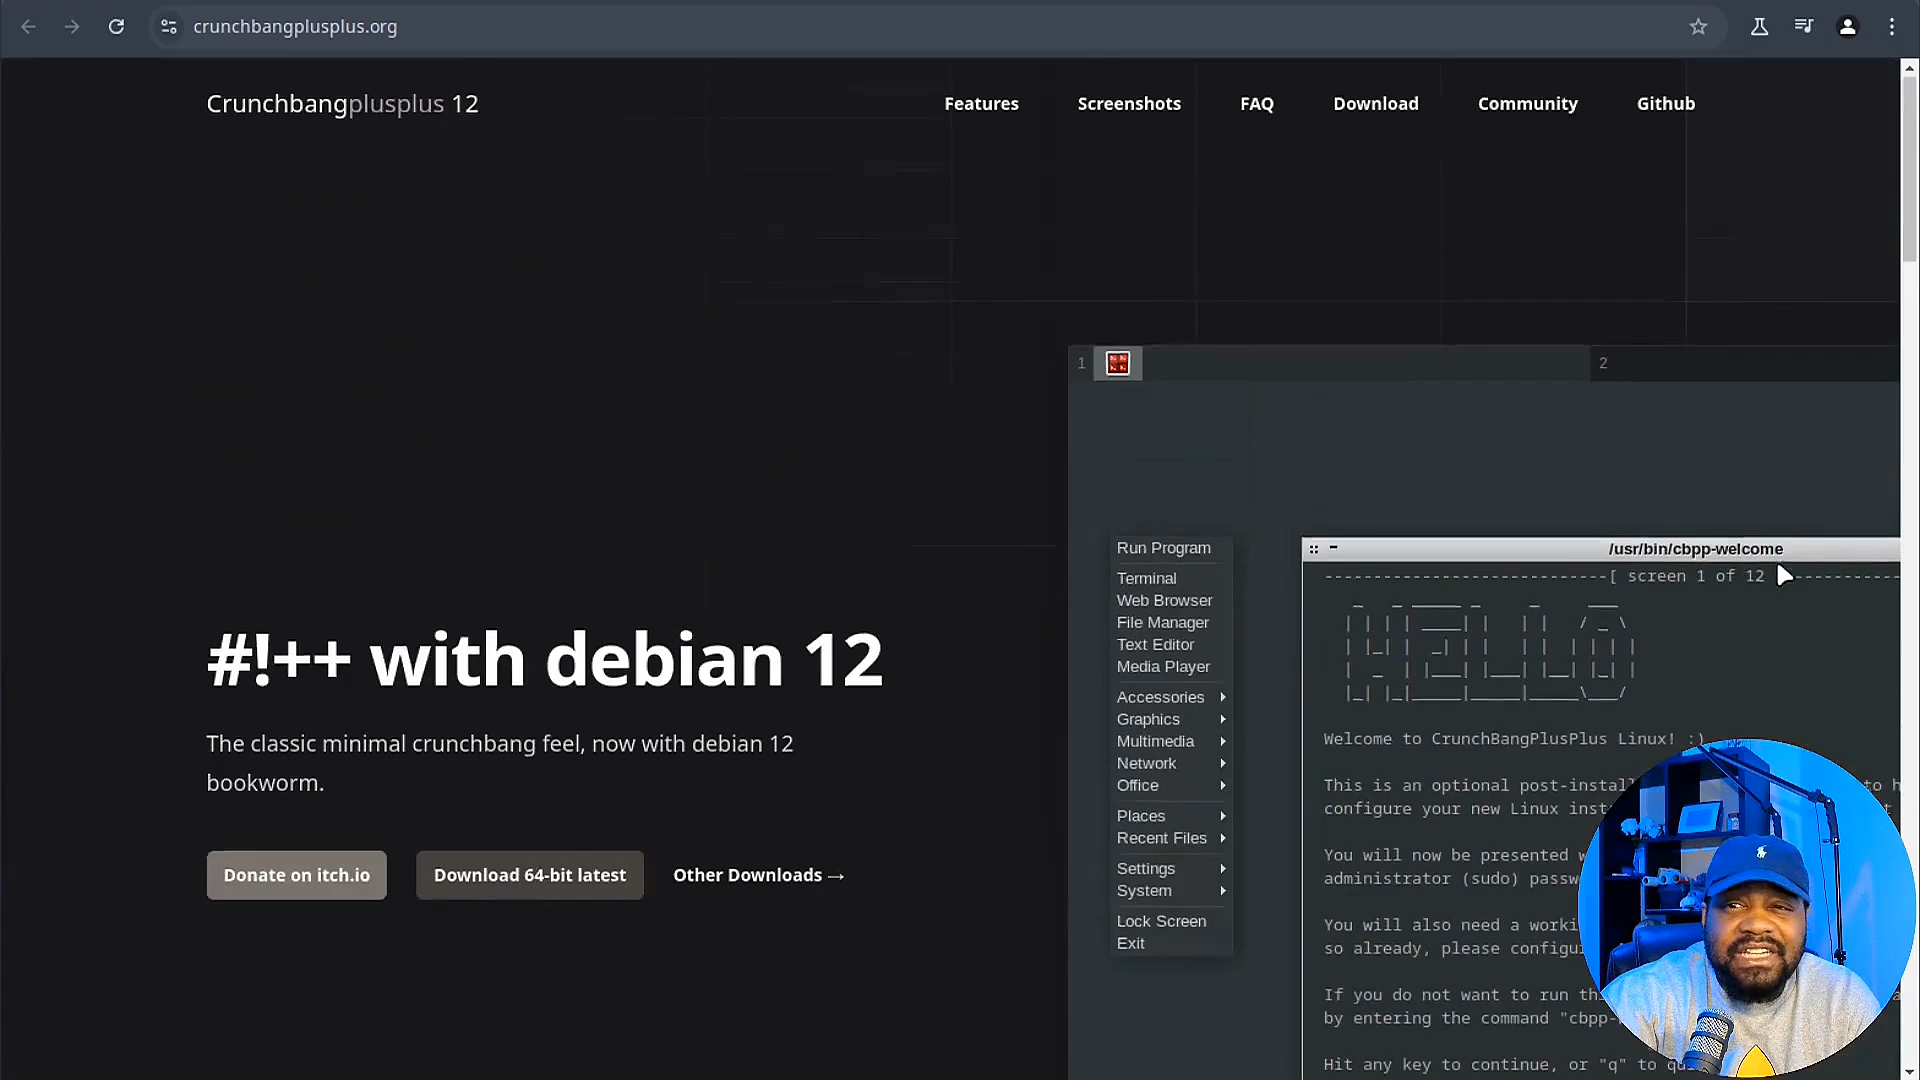 crunchbangplusplus.org
Crunchbangplusplus 12
Features
Screenshots
FAQ
Download
Community
Github
1
2
Run Program
Terminal
Web Browser
File Manager
Text Editor
Media Player
Accessories
Graphics
Multimedia
Network
Office
Places
Recent Files
Settings
System
Lock Screen
Exit
/usr/bin/cbpp-welcome
[ screen 1 of 12
HELLO
Welcome to CrunchBangPlusPlus Linux! :)
This is an optional post-instal to
configure your new Linux
You will now be presented
administrator (sudo)
You will also need a
so already, please
If you do not want to run
by entering the command "cbpp-
Hit any key to continue, or "q" to
#!++ with debian 12
The classic minimal crunchbang feel, now with debian 12
bookworm.
Donate on itch.io
Download 64-bit latest
Other Downloads →